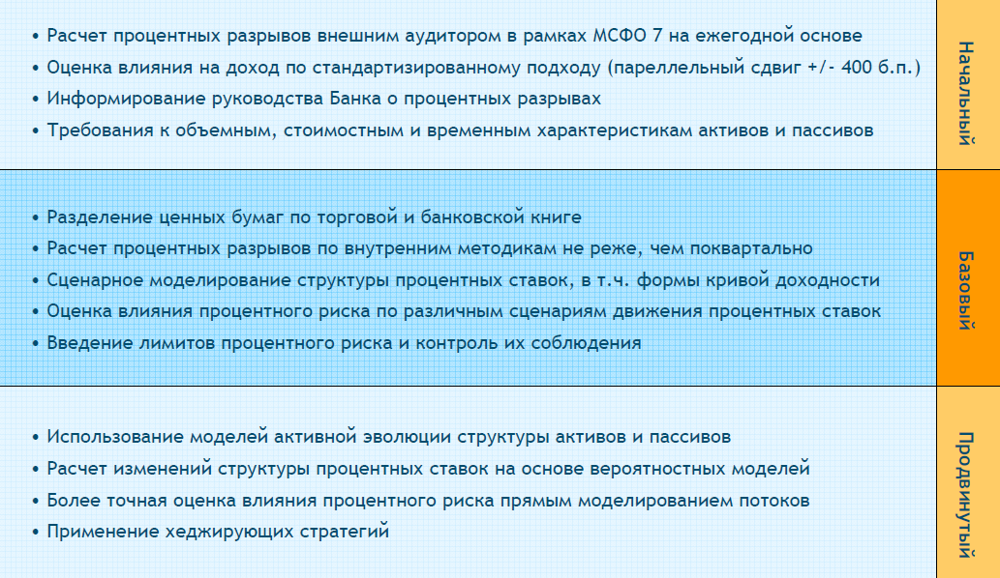 • Расчет процентных разрывов внешним аудитором в рамках МСФО 7 на ежегодной основе
• Оценка влияния на доход по стандартизированному подходу (пареллельный сдвиг +/- 400 б.п.)
• Информирование руководства Банка о процентных разрывах
• Требования к объемным, стоимостным и временным характеристикам активов и пассивов
Начальный
• Разделение ценных бумаг по торговой и банковской книге
• Расчет процентных разрывов по внутренним методикам не реже, чем поквартально
• Сценарное моделирование структуры процентных ставок, в т.ч. формы кривой доходности
• Оценка влияния процентного риска по различным сценариям движения процентных ставок
• Введение лимитов процентного риска и контроль их соблюдения
Базовый
• Использование моделей активной эволюции структуры активов и пассивов
• Расчет изменений структуры процентных ставок на основе вероятностных моделей
• Более точная оценка влияния процентного риска прямым моделированием потоков
• Применение хеджирующих стратегий
Продвинутый